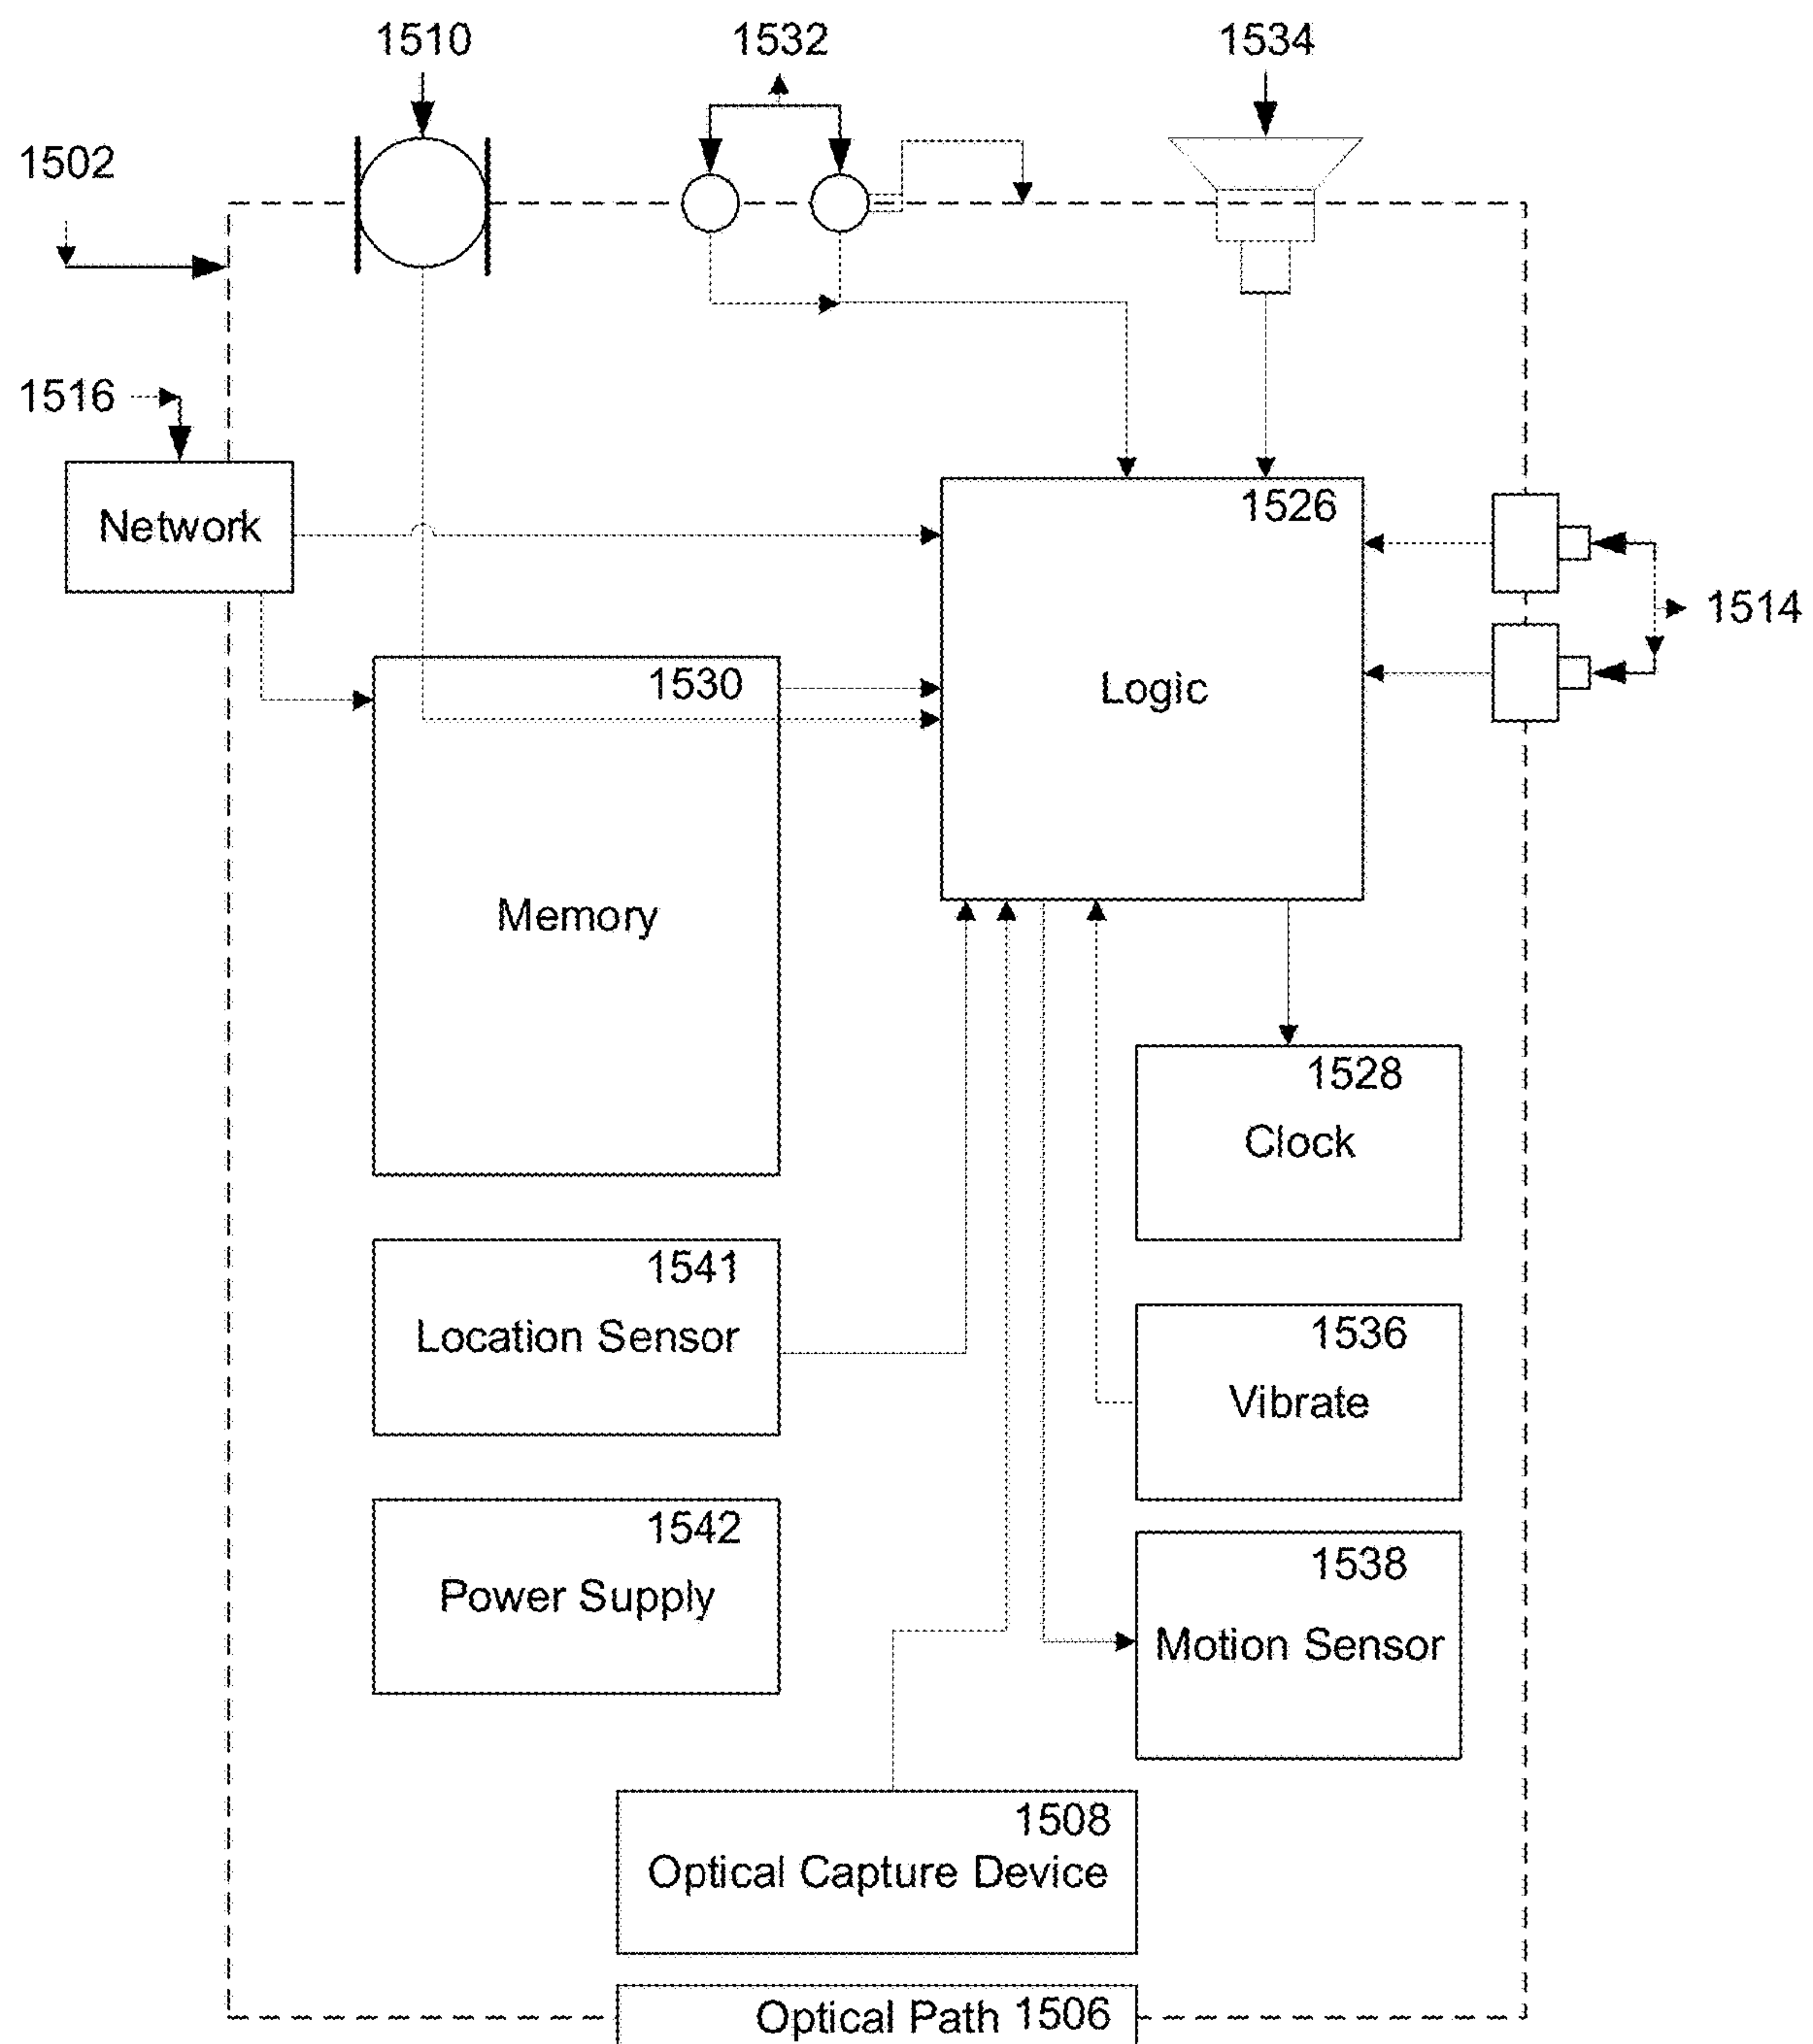 1510
1532
1534
1502
1516
Network
1526
Logic
1514
1530
Memory
1528
Clock
1541
Location Sensor
1536
Vibrate
1542
Power Supply
1538
Motion Sensor
1508
Optical Capture Device
Optical Path 1506